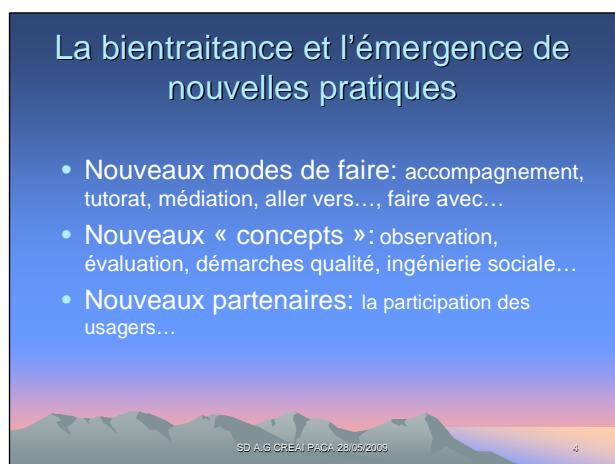 La bientraitance et l'émergence de
nouvelles pratiques
• Nouveaux modes de faire: accompagnement,
tutorat, médiation, aller vers…, faire avec…
• Nouveaux « concepts »: observation,
évaluation, démarches qualité, ingénierie sociale…
• Nouveaux partenaires: la participation des
usagers…
SD A.G CREAI PACA 28/05/2009 4